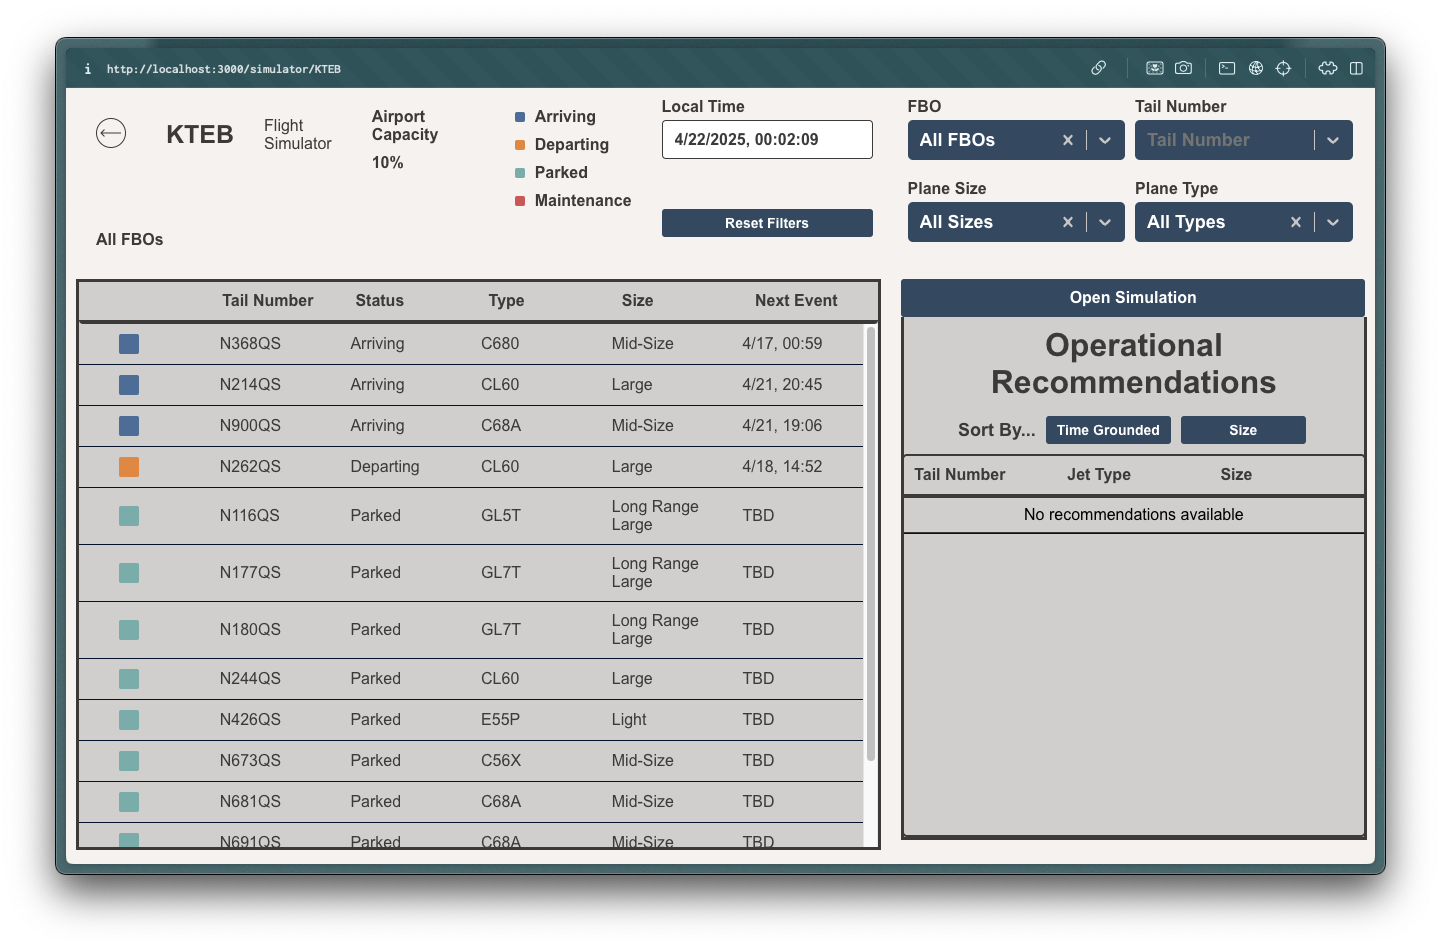 i http://localhost:3000/simulator/KTEB
KTEB
Flight
Simulator
Airport
Capacity
10%
Arriving
Departing
Parked
Maintenance
Local Time
4/22/2025, 00:02:09
Reset Filters
FBO
All FBOs
Tail Number
Tail Number
Plane Size
All Sizes
Plane Type
All Types
All FBOs
Tail Number Status Type Size Next Event
N368QS Arriving C680 Mid-Size 4/17, 00:59
N214QS Arriving CL60 Large 4/21, 20:45
N900QS Arriving C68A Mid-Size 4/21, 19:06
N262QS Departing CL60 Large 4/18, 14:52
N116QS Parked GL5T Long Range Large TBD
N177QS Parked GL7T Long Range Large TBD
N180QS Parked GL7T Long Range Large TBD
N244QS Parked CL60 Large TBD
N426QS Parked E55P Light TBD
N673QS Parked C56X Mid-Size TBD
N681QS Parked C68A Mid-Size TBD
N691QS Parked C68A Mid-Size TBD
Open Simulation
Operational
Recommendations
Sort By... Time Grounded Size
Tail Number Jet Type Size
No recommendations available